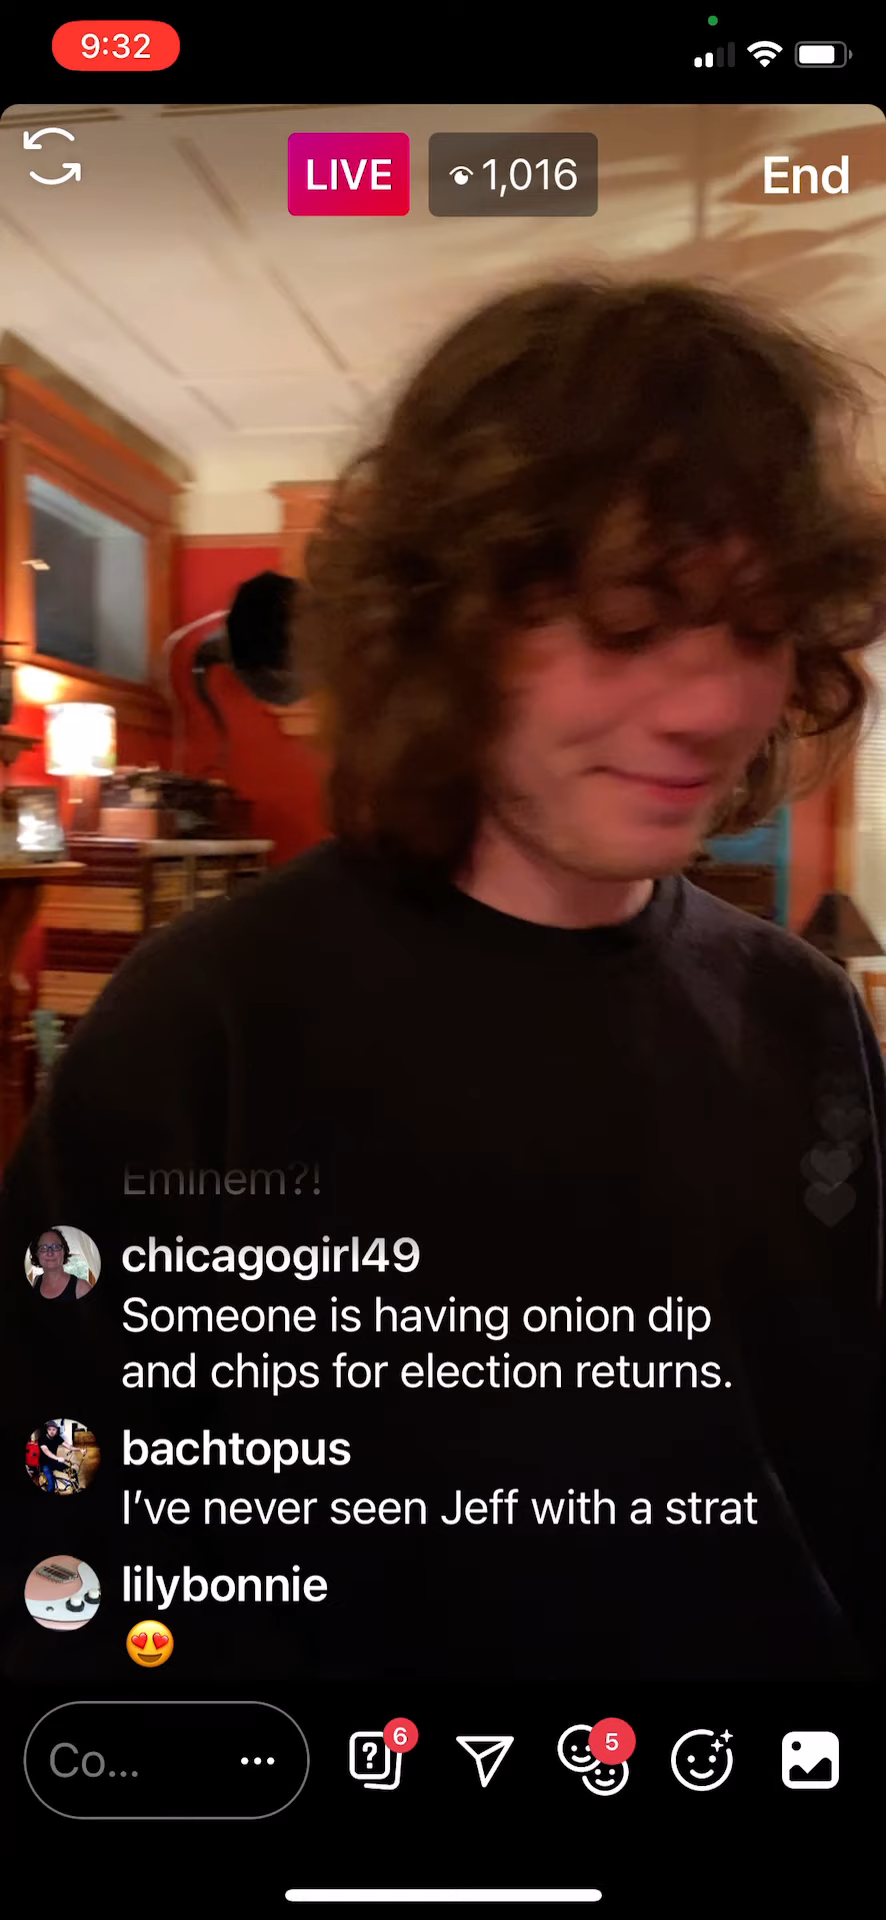 9:32
LIVE
1,016
End
Eminem?!
chicagogirl49
Someone is having onion dip
and chips for election returns.
bachtopus
I've never seen Jeff with a strat
lilybonnie
😍
Co...
6
5